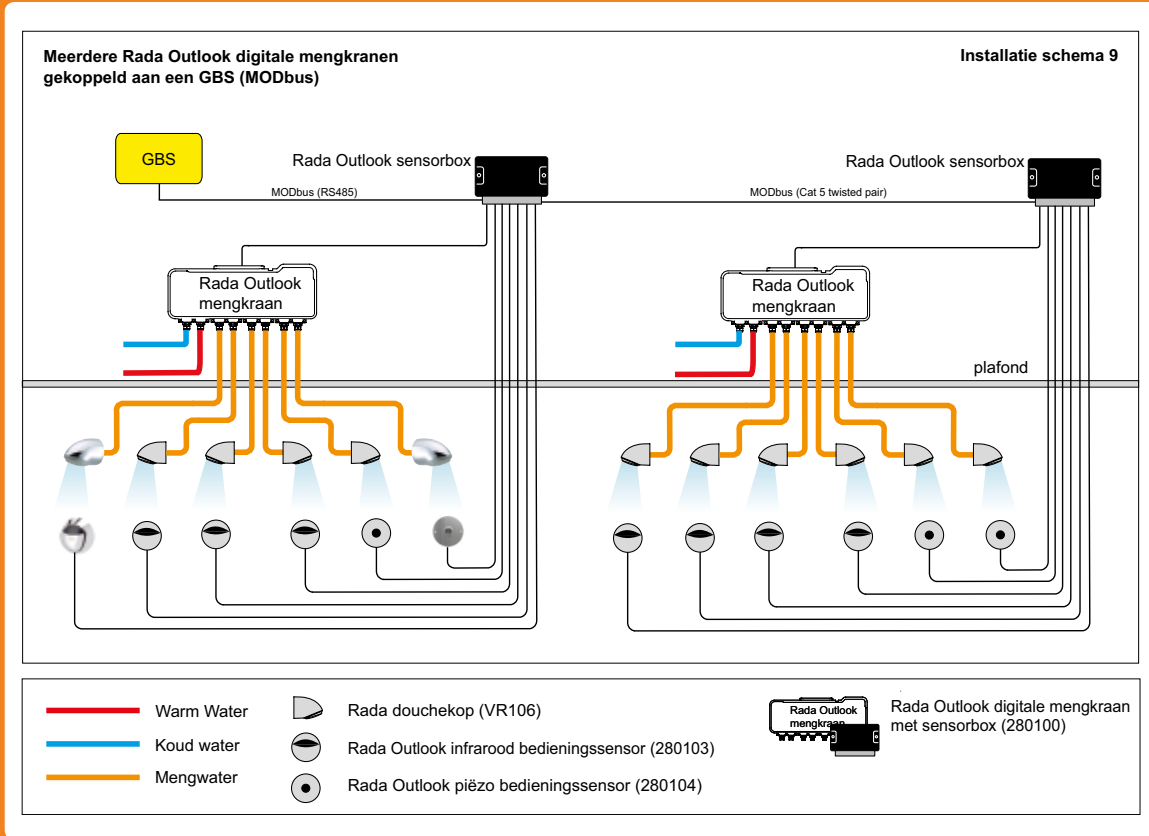 Meerdere Rada Outlook digitale mengkranen
gekoppeld aan een GBS (MODbus)
Installatie schema 9
GBS
Rada Outlook sensorbox
Rada Outlook sensorbox
MODbus (RS485)
MODbus (Cat 5 twisted pair)
Rada Outlook
mengkraan
Rada Outlook
mengkraan
plafond
Warm Water
Koud water
Mengwater
Rada douchekop (VR106)
Rada Outlook infrarood bedieningssensor (280103)
Rada Outlook piëzo bedieningssensor (280104)
Rada Outlook
mengkraan
Rada Outlook digitale mengkraan
met sensorbox (280100)